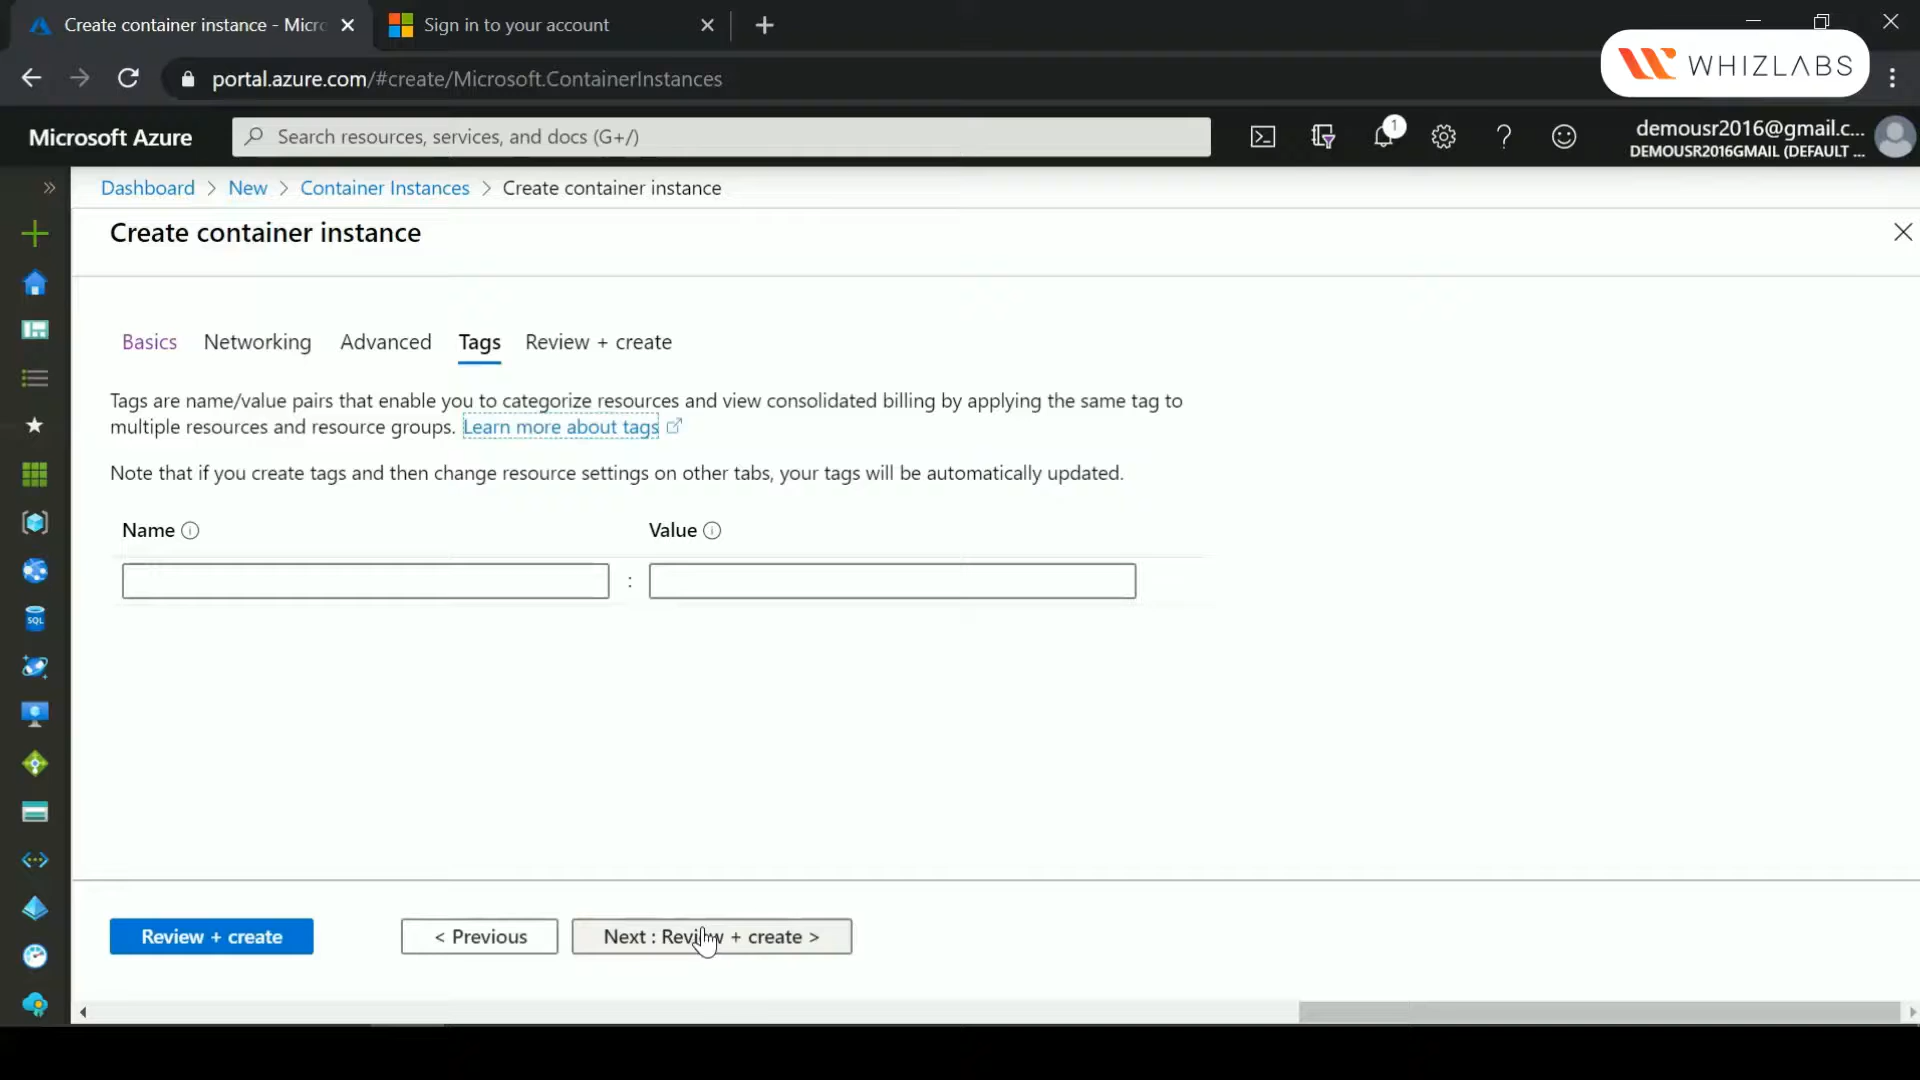 Create container instance - Micr
Sign in to your account
portal.azure.com/#create/Microsoft.ContainerInstances
WHIZLABS
Microsoft Azure
Search resources, services, and docs (G+/)
1
demousr2016@gmail.c...
DEMOUSR2016GMAIL (DEFAULT ...
Dashboard > New > Container Instances > Create container instance
Create container instance
Basics Networking Advanced Tags Review + create
Tags are name/value pairs that enable you to categorize resources and view consolidated billing by applying the same tag to
multiple resources and resource groups. Learn more about tags
Note that if you create tags and then change resource settings on other tabs, your tags will be automatically updated.
Name Value
:
SQL
Review + create < Previous Next : Review + create >